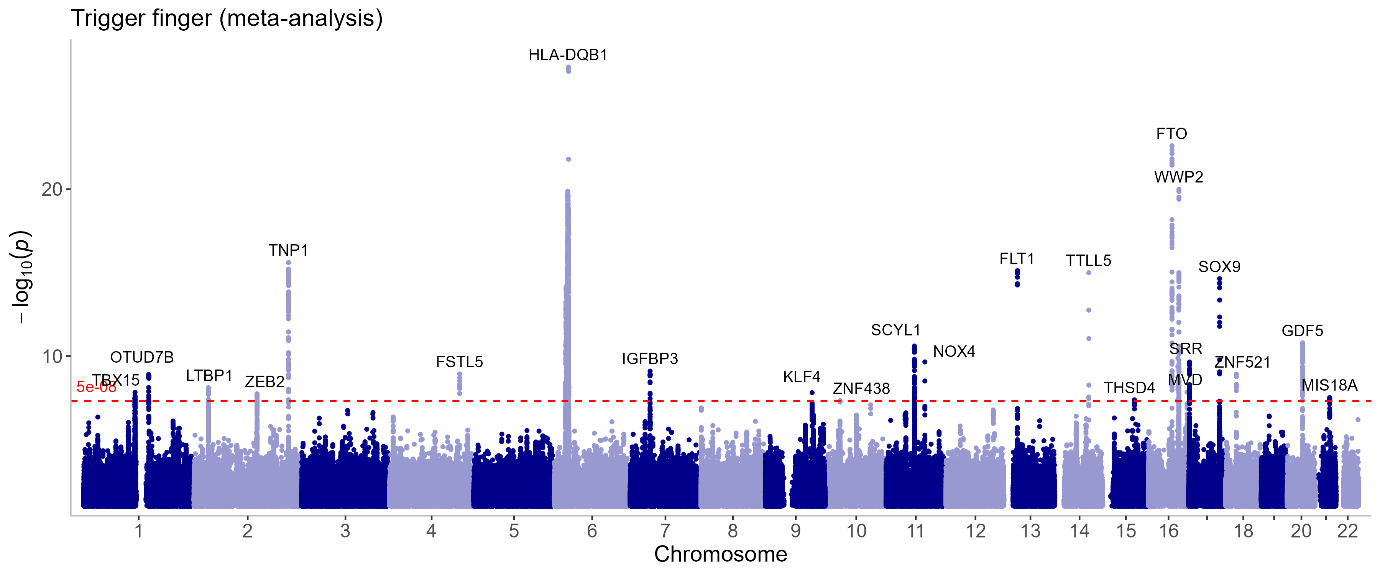 Trigger finger (meta-analysis)
HLA-DQB1
FTO
WWP2
20
TNP1
FLT1
TTLL5
SOX9
SCYL1
GDF5
NOX4
10
OTUD7B
FSTL5
IGFBP3
SRR
ZNF521
LTBP1
ZEB2
TBX15
KLF4
MVD
5e-08
ZNF438
THSD4
MIS18A
−log10(p)
1 2 3 4 5 6 7 8 9 10 11 12 13 14 15 16 18 20 22
Chromosome